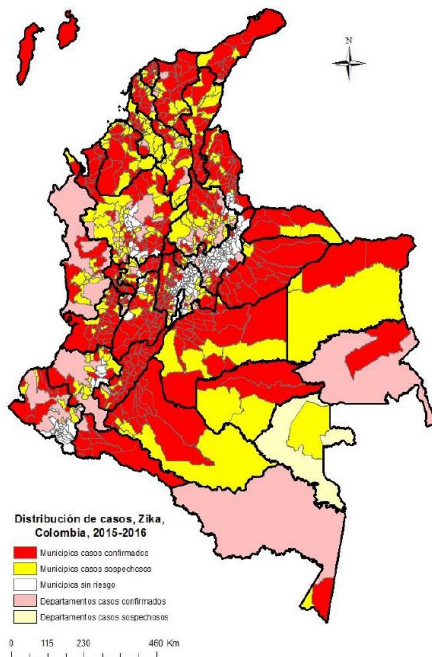 N
Distribución de casos, Zika,
Colombia, 2015-2016
Municipios casos confirmados
Municipios casos sospechosos
Municipios sin riesgo
Departamentos casos confirmados
Departamentos casos sospechosos
0 115 230 460 Km